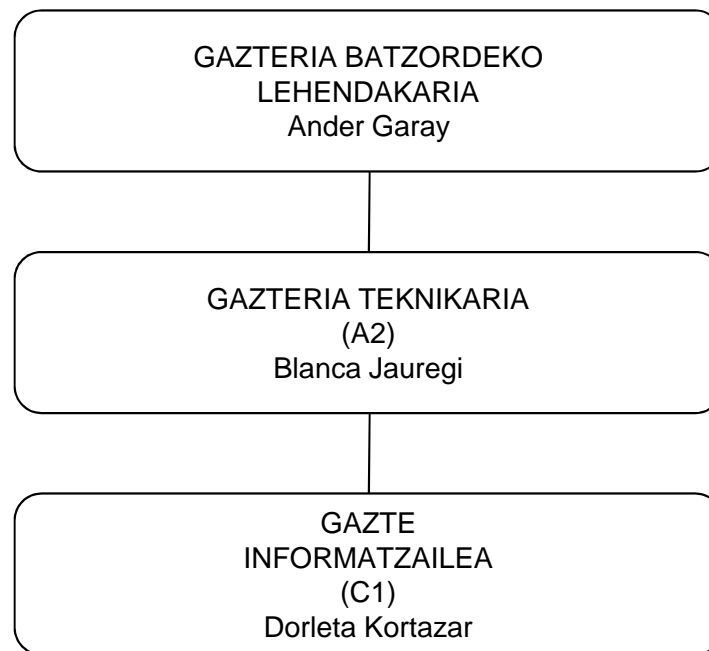 GAZTERIA BATZORDEKO
LEHENDAKARIA
Ander Garay
GAZTERIA TEKNIKARIA
(A2)
Blanca Jauregi
GAZTE
INFORMATZAILEA
(C1)
Dorleta Kortazar